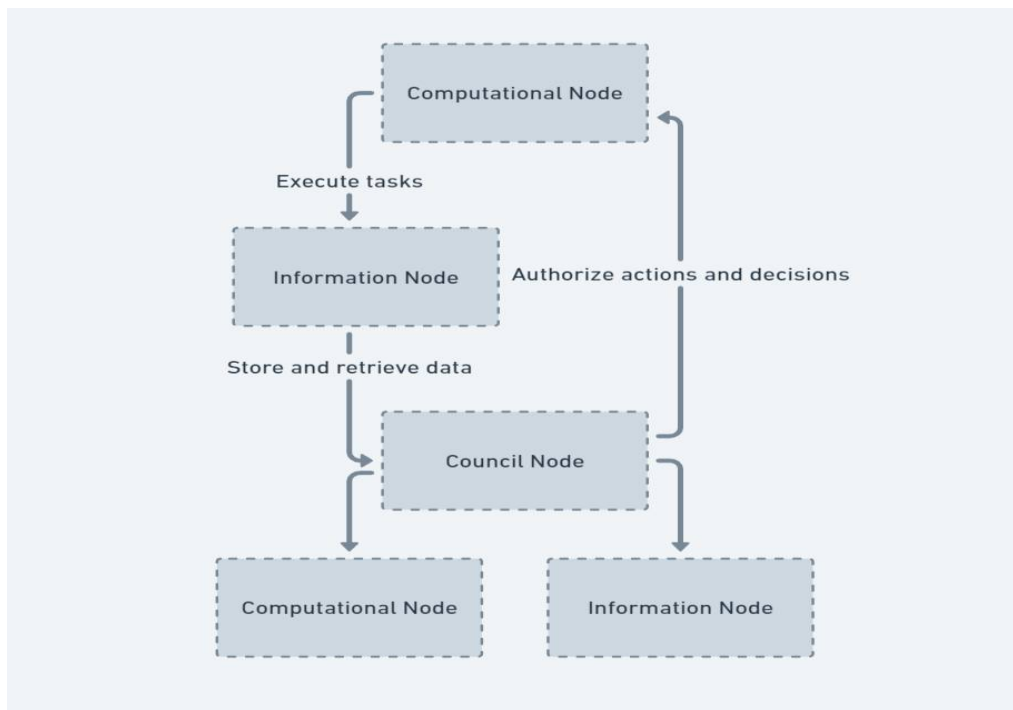 Computational Node
Execute tasks
Information Node
Authorize actions and decisions
Store and retrieve data
Council Node
Computational Node
Information Node